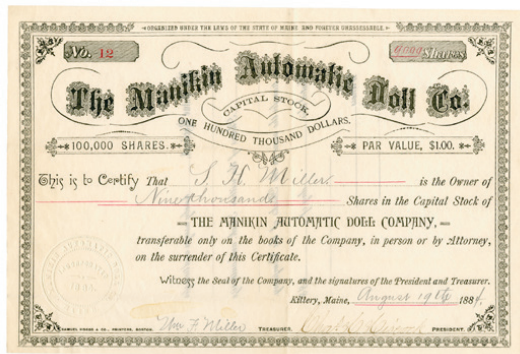 ORGANIZED UNDER THE LAWS OF THE STATE OF MAINE AND FOREVER UNASSESSABLE.
No. 12
9000 Shares
The Manikin Automatic Doll Co.
CAPITAL STOCK,
ONE HUNDRED THOUSAND DOLLARS.
100,000 SHARES.
PAR VALUE, $1.00.
This is to Certify That S. H. Miller is the Owner of
Nine thousand Shares in the Capital Stock of
THE MANIKIN AUTOMATIC DOLL COMPANY,
transferable only on the books of the Company, in person or by Attorney,
on the surrender of this Certificate.
Witness the Seal of the Company, and the signatures of the President and Treasurer.
Kittery, Maine, August 19th 1884.
Wm. F. Miller TREASURER. PRESIDENT.